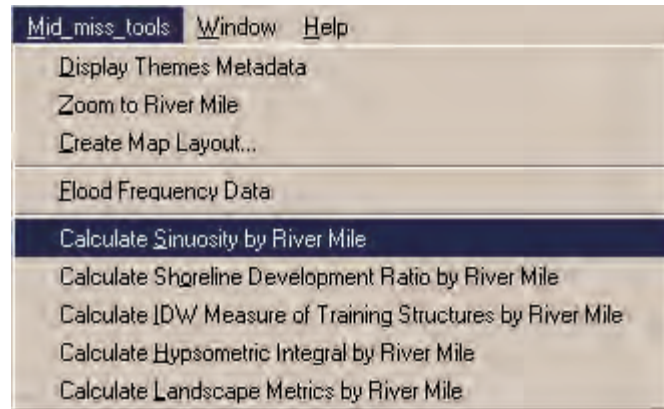 Mid_miss_tools Window Help
Display Themes Metadata
Zoom to River Mile
Create Map Layout...
Flood Frequency Data
Calculate Sinuosity by River Mile
Calculate Shoreline Development Ratio by River Mile
Calculate IDW Measure of Training Structures by River Mile
Calculate Hypsometric Integral by River Mile
Calculate Landscape Metrics by River Mile